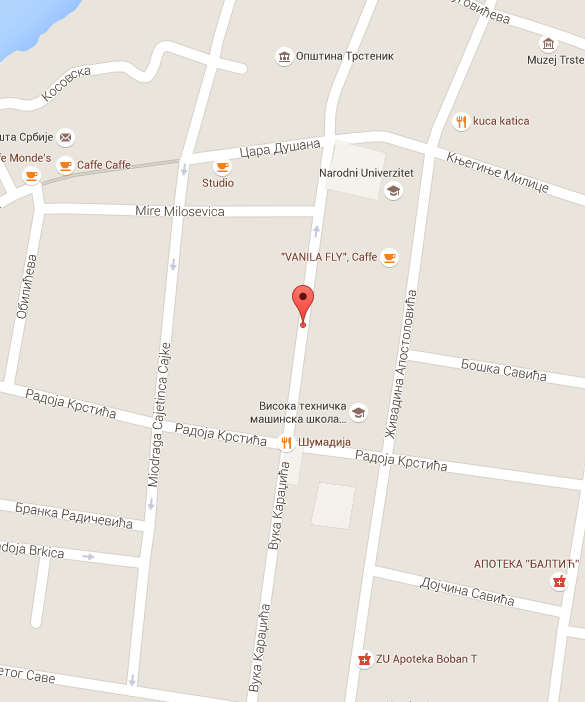 Општина Трстеник
Muzej Trste
Косовска
kuca katica
шта Србије
Цара Душана
fe Monde's
Caffe Caffe
Књегиње Милице
Studio
Narodni Univerzitet
Mire Milosevica
"VANILA FLY", Caffe
Обилићева
Живадина Апостоловића
Miodraga Cajetinca Cajke
Бошка Савића
Радоја Крстића
Висока техничка
машинска школа...
Радоја Крстића
Шумадија
Радоја Крстића
Вука Караџића
Бранка Радичевића
adoja Brkica
АПОТЕКА "БАЛТИЋ"
Дојчина Савића
Вука Караџића
ZU Apoteka Boban T
етог Саве